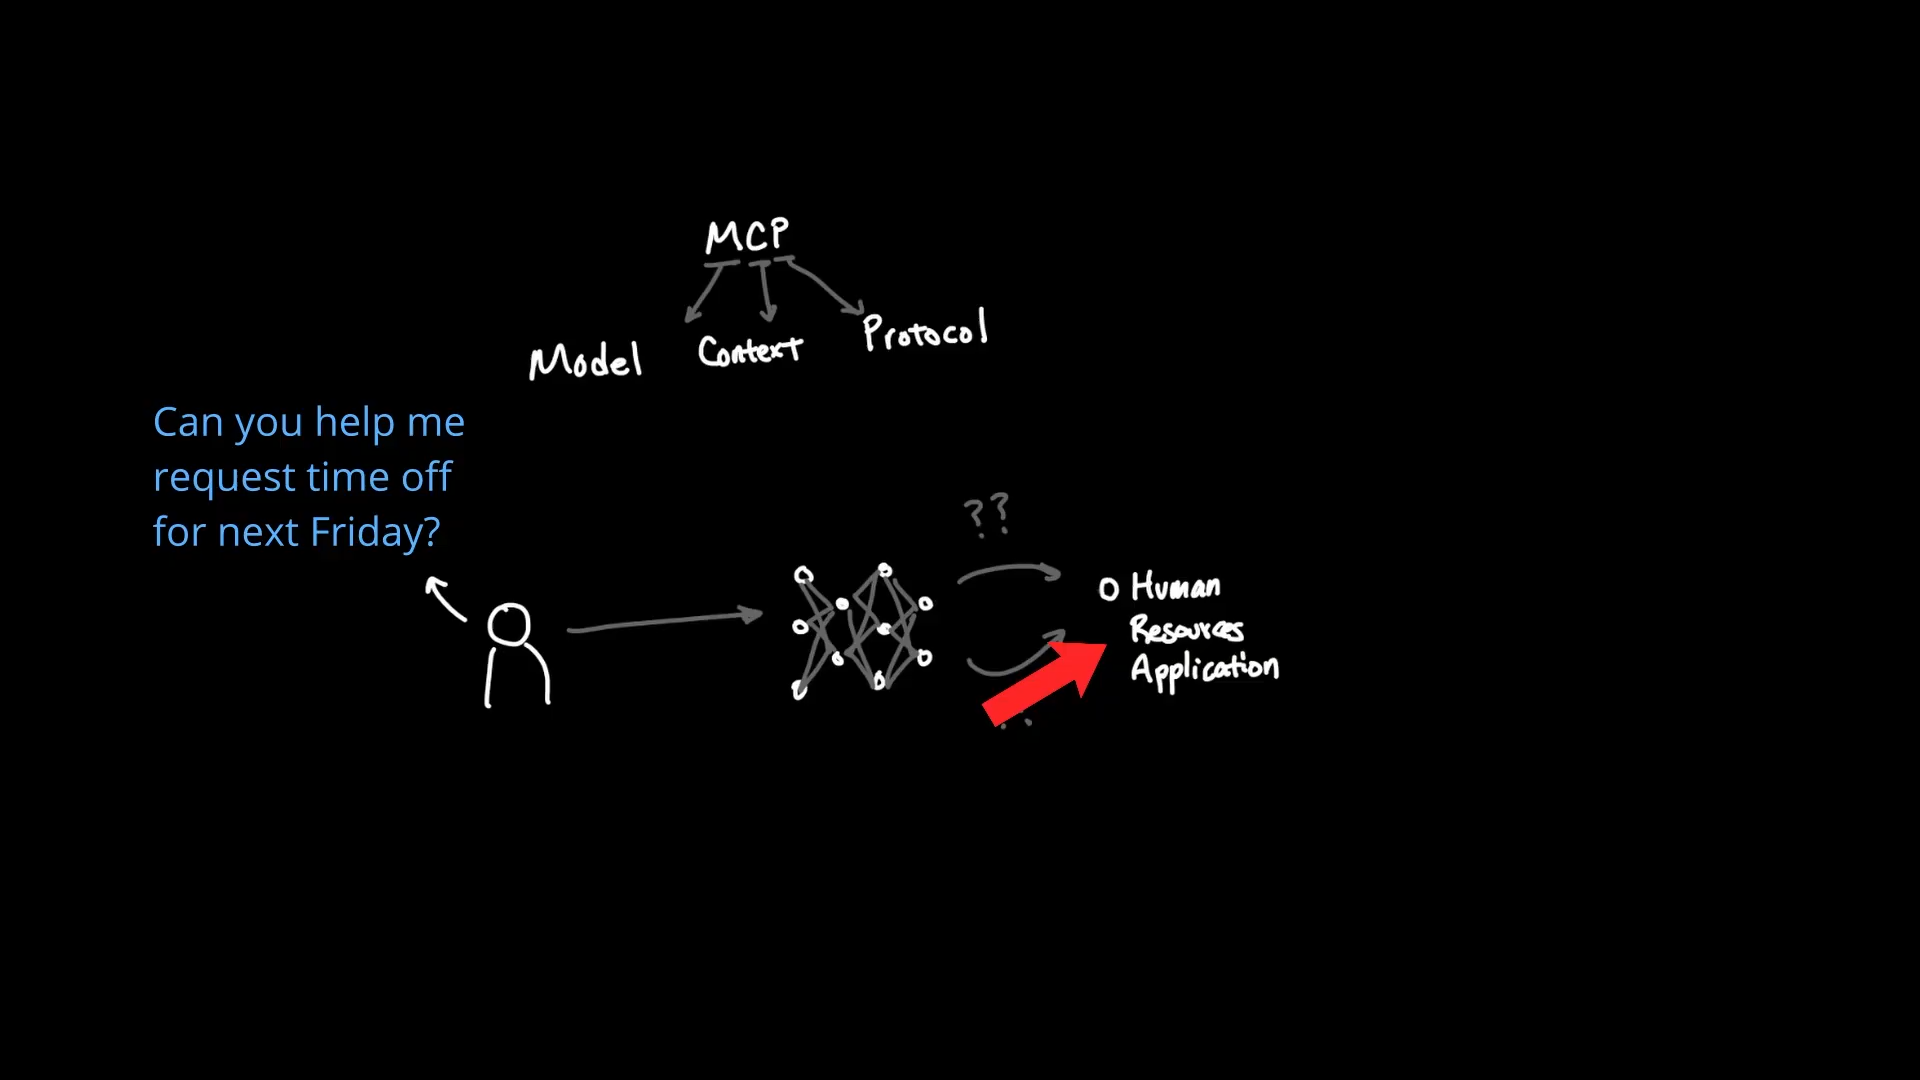 MCP
Model Context Protocol
Can you help me
request time off
for next Friday?
??
Human
Resources
Application